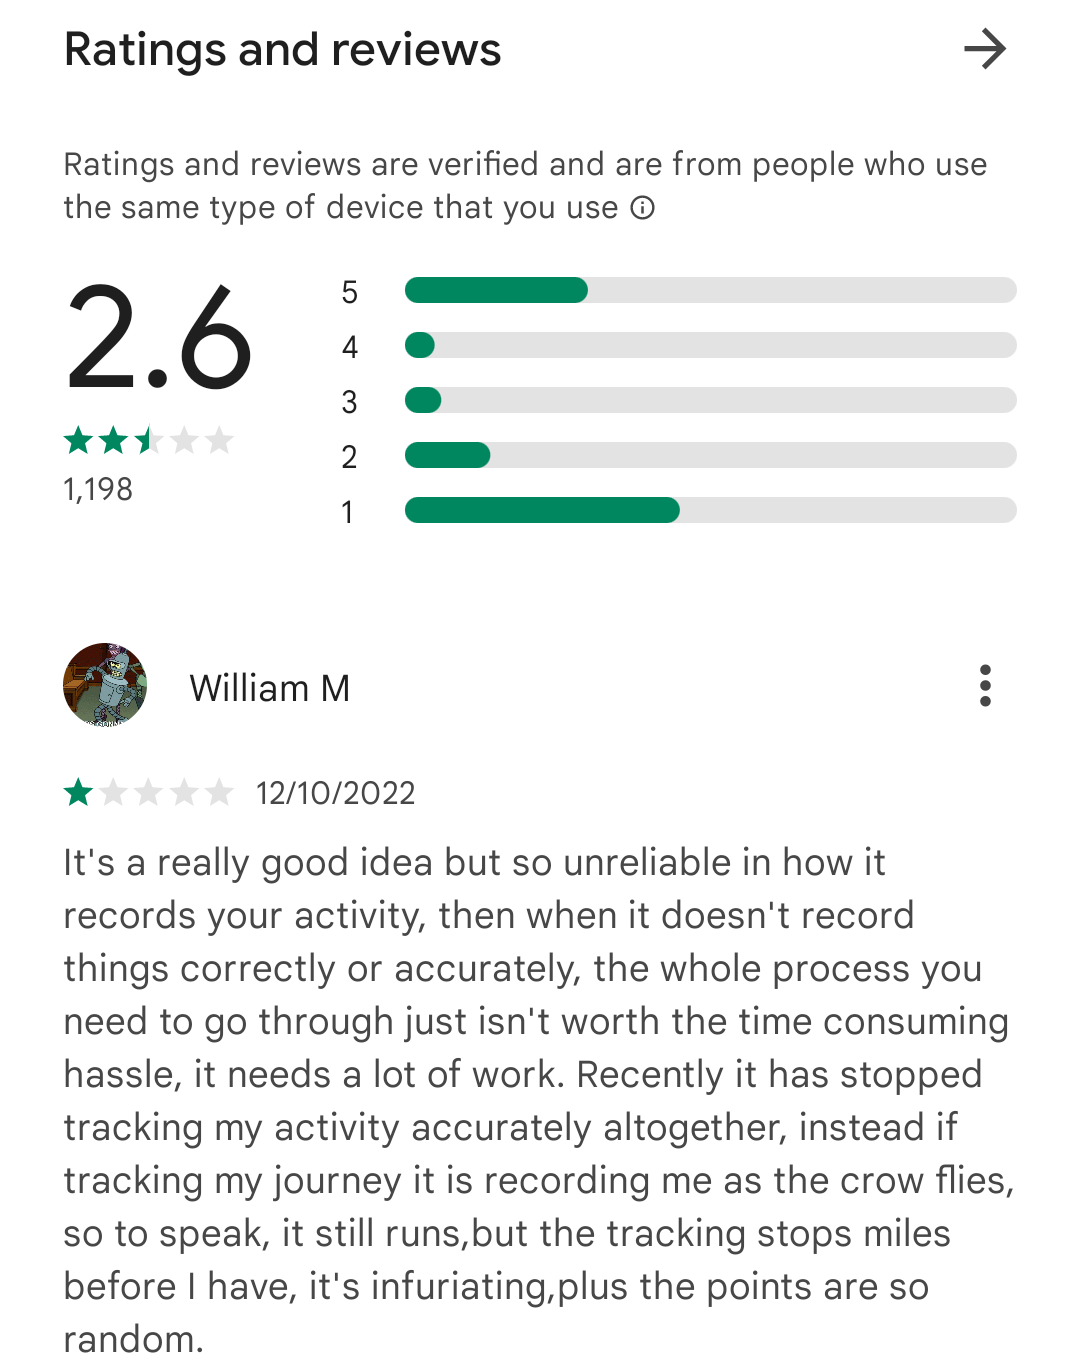 Ratings and reviews
Ratings and reviews are verified and are from people who use
the same type of device that you use
2.6
1,198
5
4
3
2
1
William M
12/10/2022
It's a really good idea but so unreliable in how it
records your activity, then when it doesn't record
things correctly or accurately, the whole process you
need to go through just isn't worth the time consuming
hassle, it needs a lot of work. Recently it has stopped
tracking my activity accurately altogether, instead if
tracking my journey it is recording me as the crow flies,
so to speak, it still runs,but the tracking stops miles
before I have, it's infuriating,plus the points are so
random.